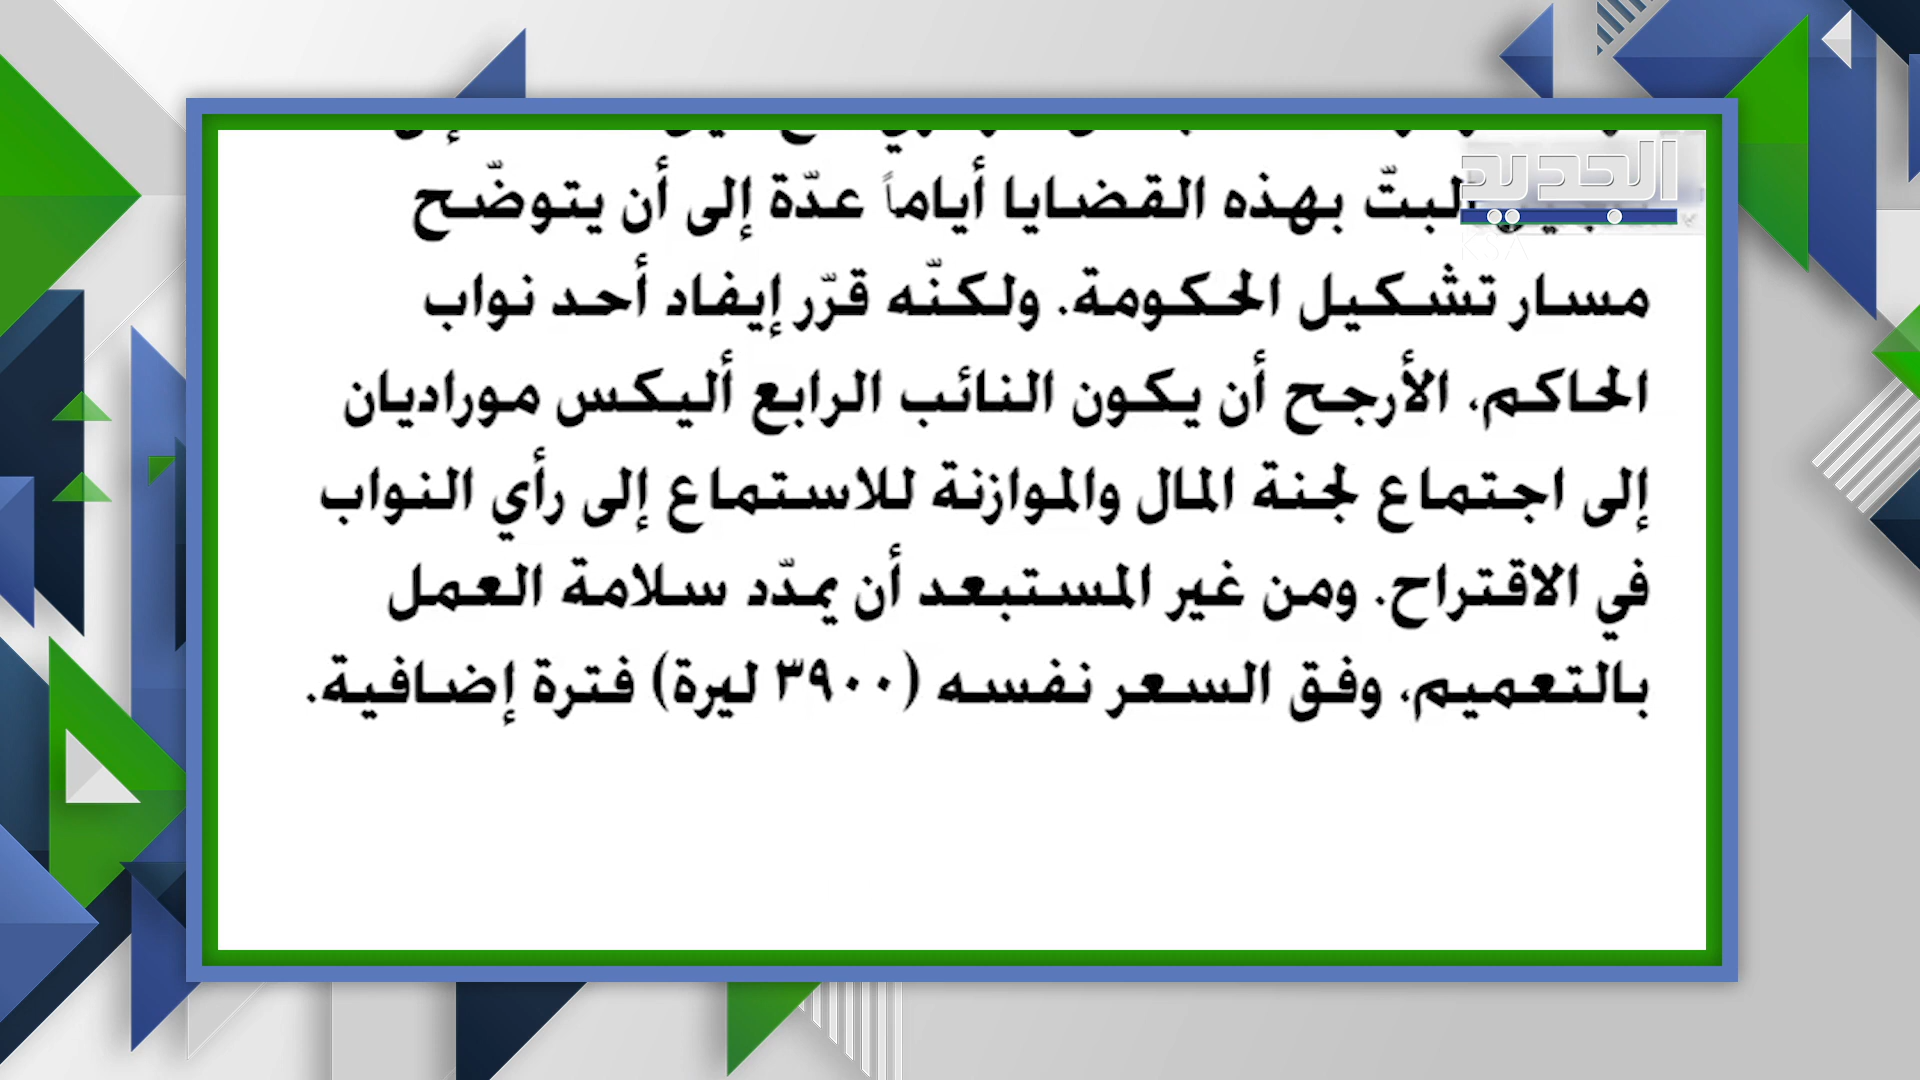 الجديد
البتّ بهذه القضايا أياماً عدّة إلى أن يتوضّح
مسار تشكيل الحكومة. ولكنّه قرّر إيفاد أحد نواب
الحاكم، الأرجح أن يكون النائب الرابع أليكس موراديان
إلى اجتماع لجنة المال والموازنة للاستماع إلى رأي النواب
في الاقتراح. ومن غير المستبعد أن يمدّد سلامة العمل
بالتعميم، وفق السعر نفسه (٣٩٠٠ ليرة) فترة إضافية.